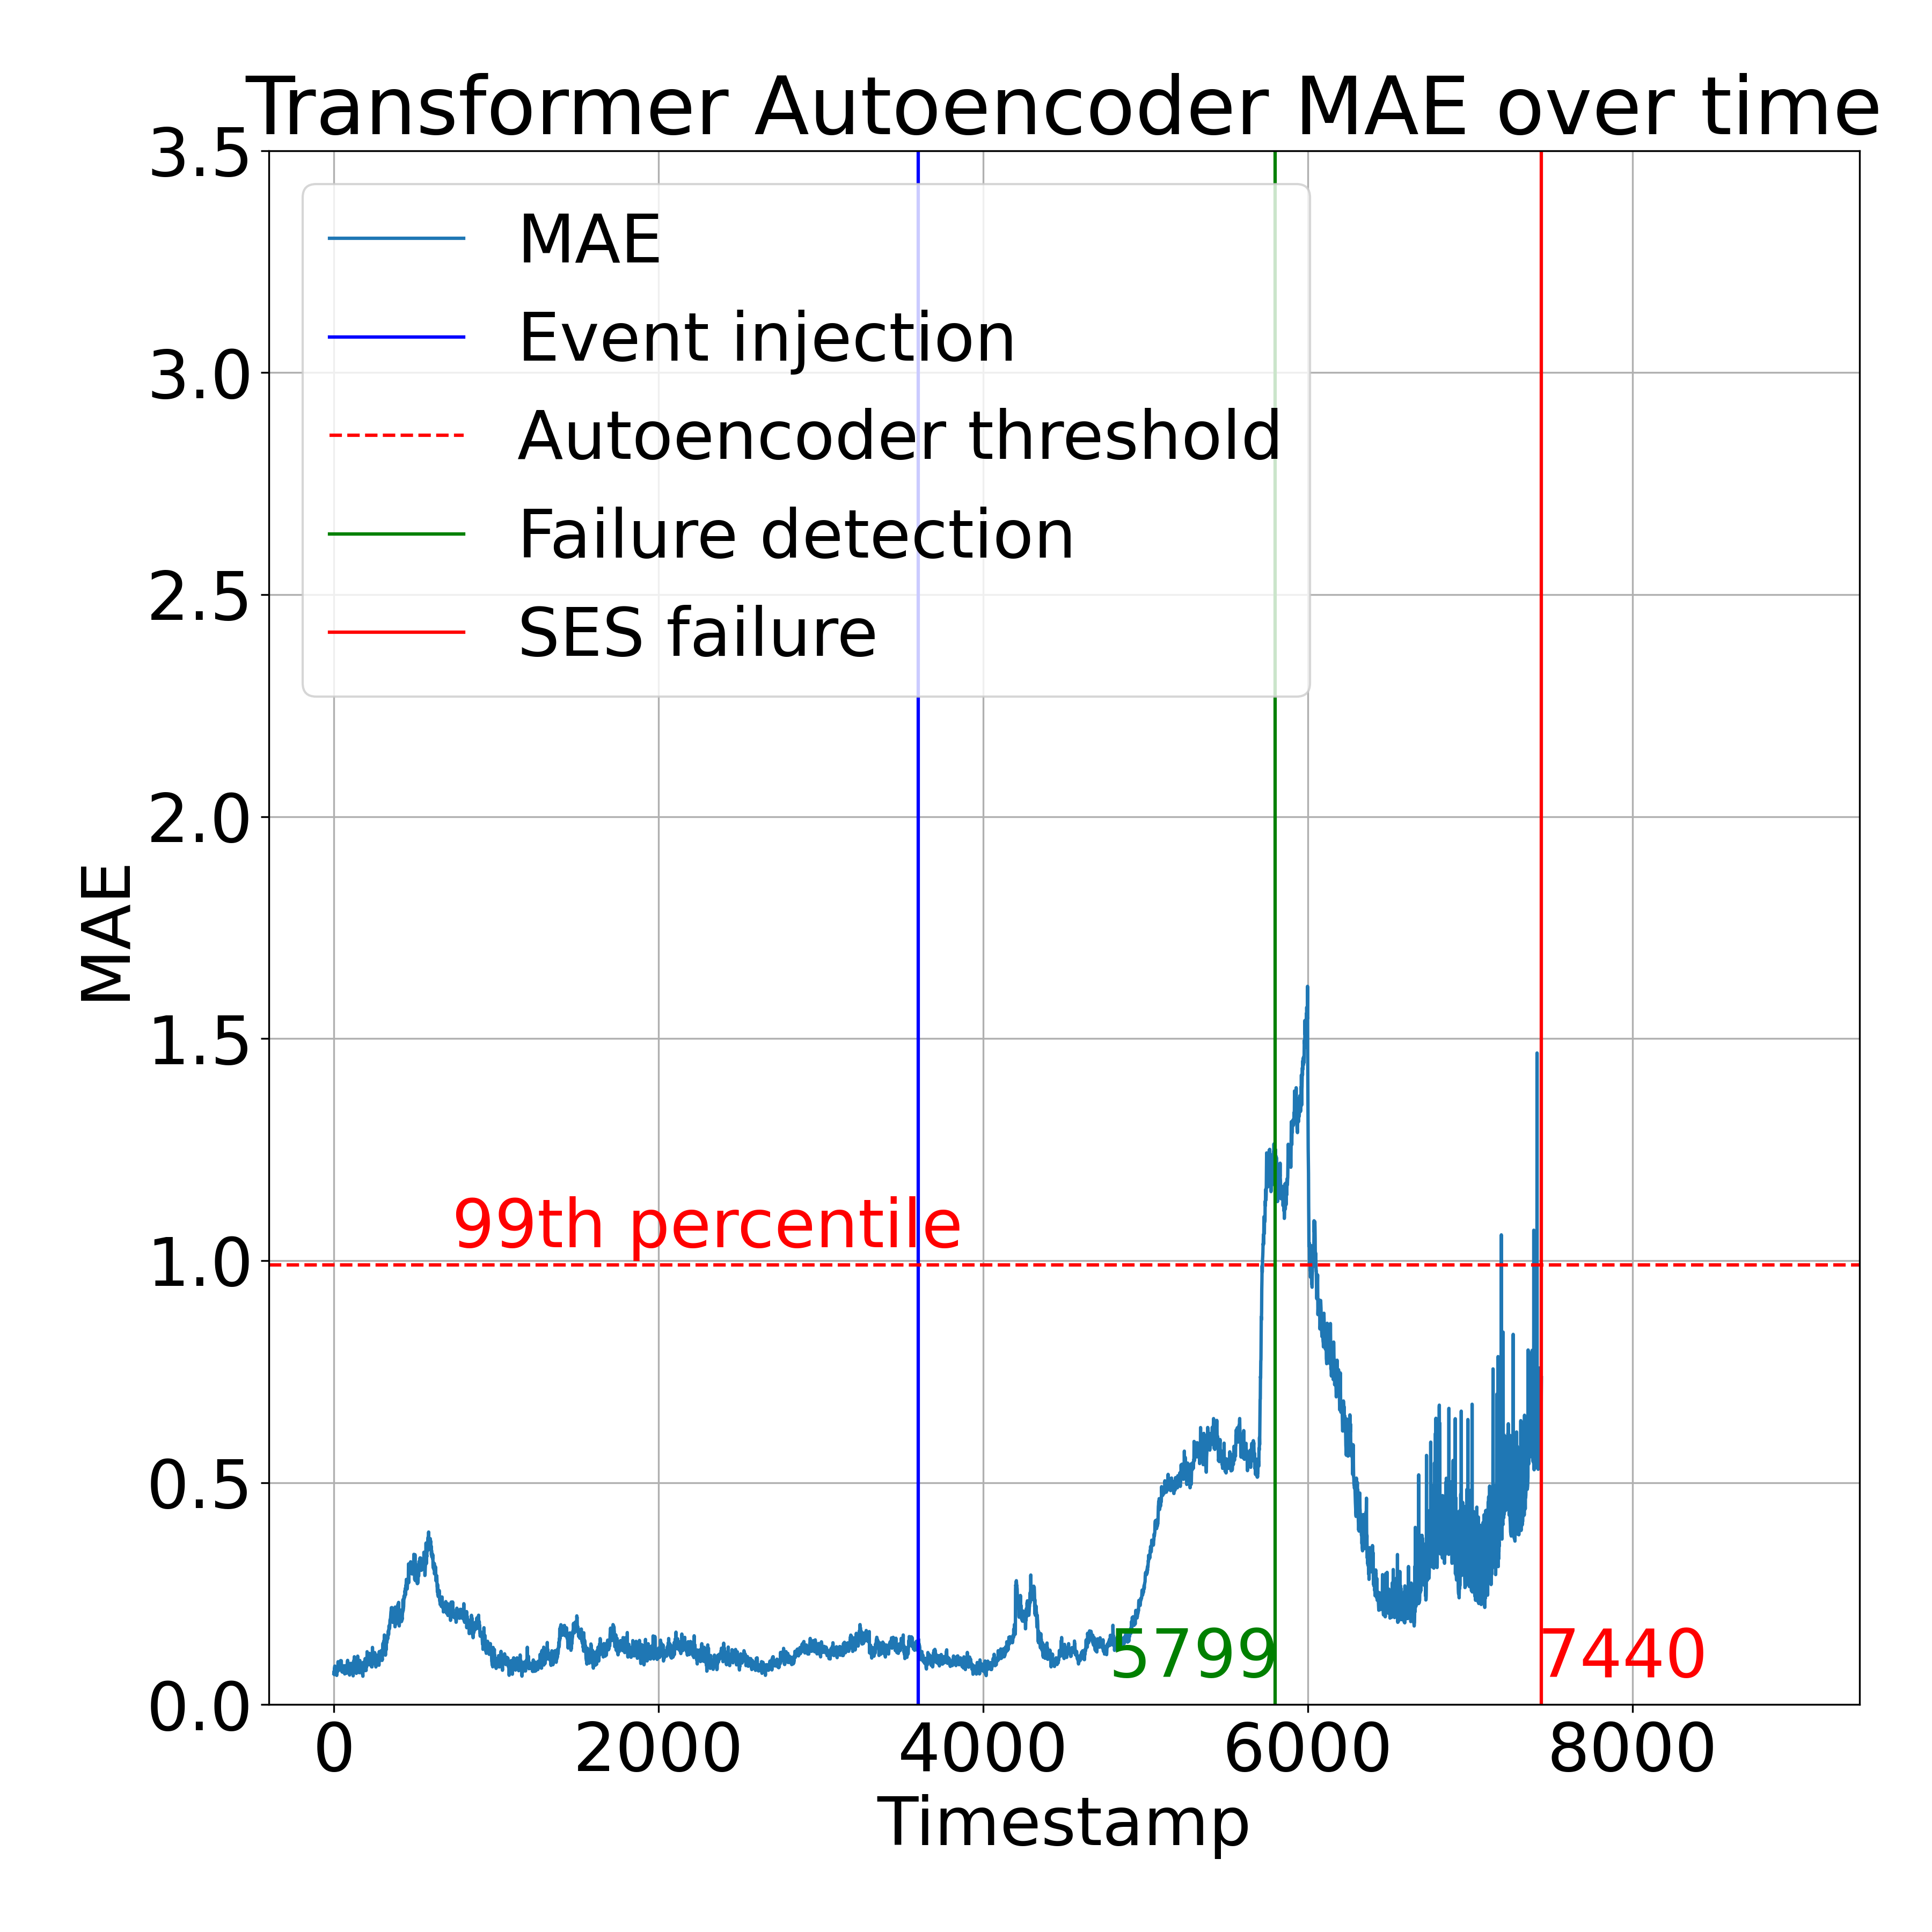 Transformer Autoencoder MAE over time
3.5
3.0
2.5
2.0
1.5
1.0
0.5
0.0
MAE
MAE
Event injection
Autoencoder threshold
Failure detection
SES failure
99th percentile
5799
7440
0 2000 4000 6000 8000
Timestamp